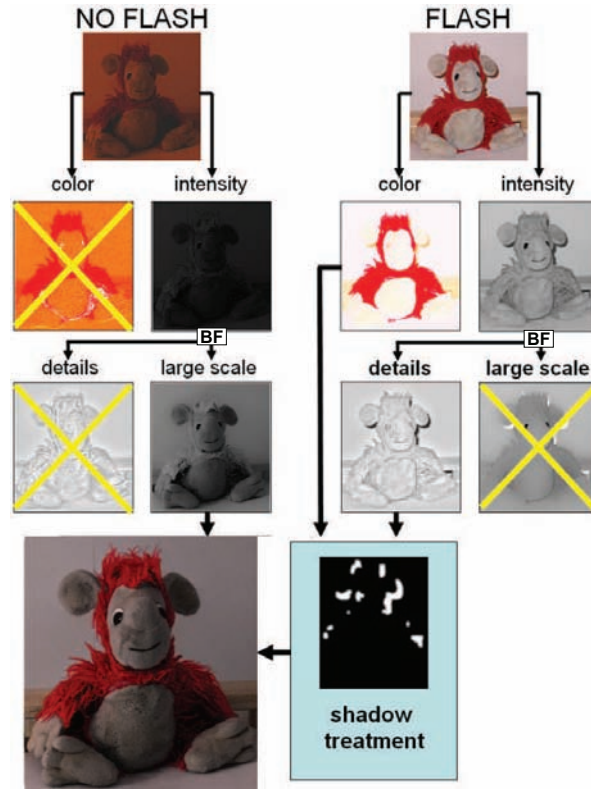 NO FLASH
FLASH
color
intensity
color
intensity
BF
BF
details
large scale
details
large scale
shadow
treatment